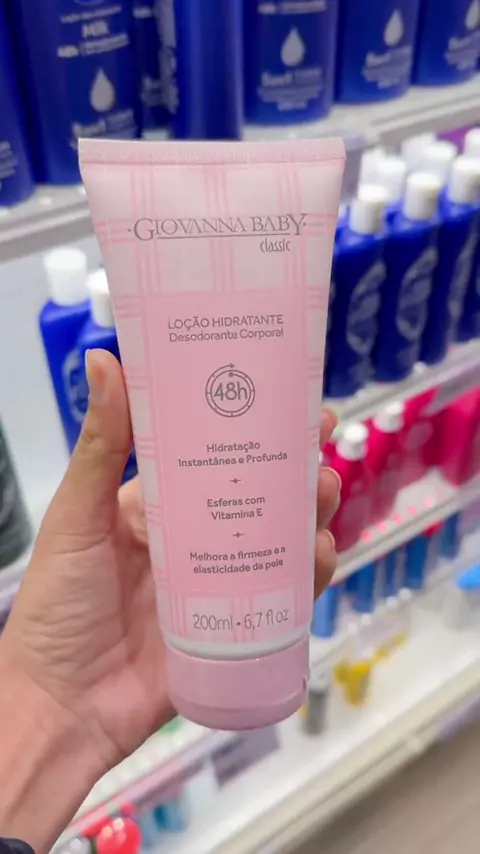 GIOVANNA BABY
classic
LOÇÃO HIDRATANTE
Desodorante Corporal
48h
Hidratação
Instantânea e Profunda
Esferas com
Vitamina E
Melhora a firmeza e a
elasticidade da pele
200ml • 6,7 fl oz